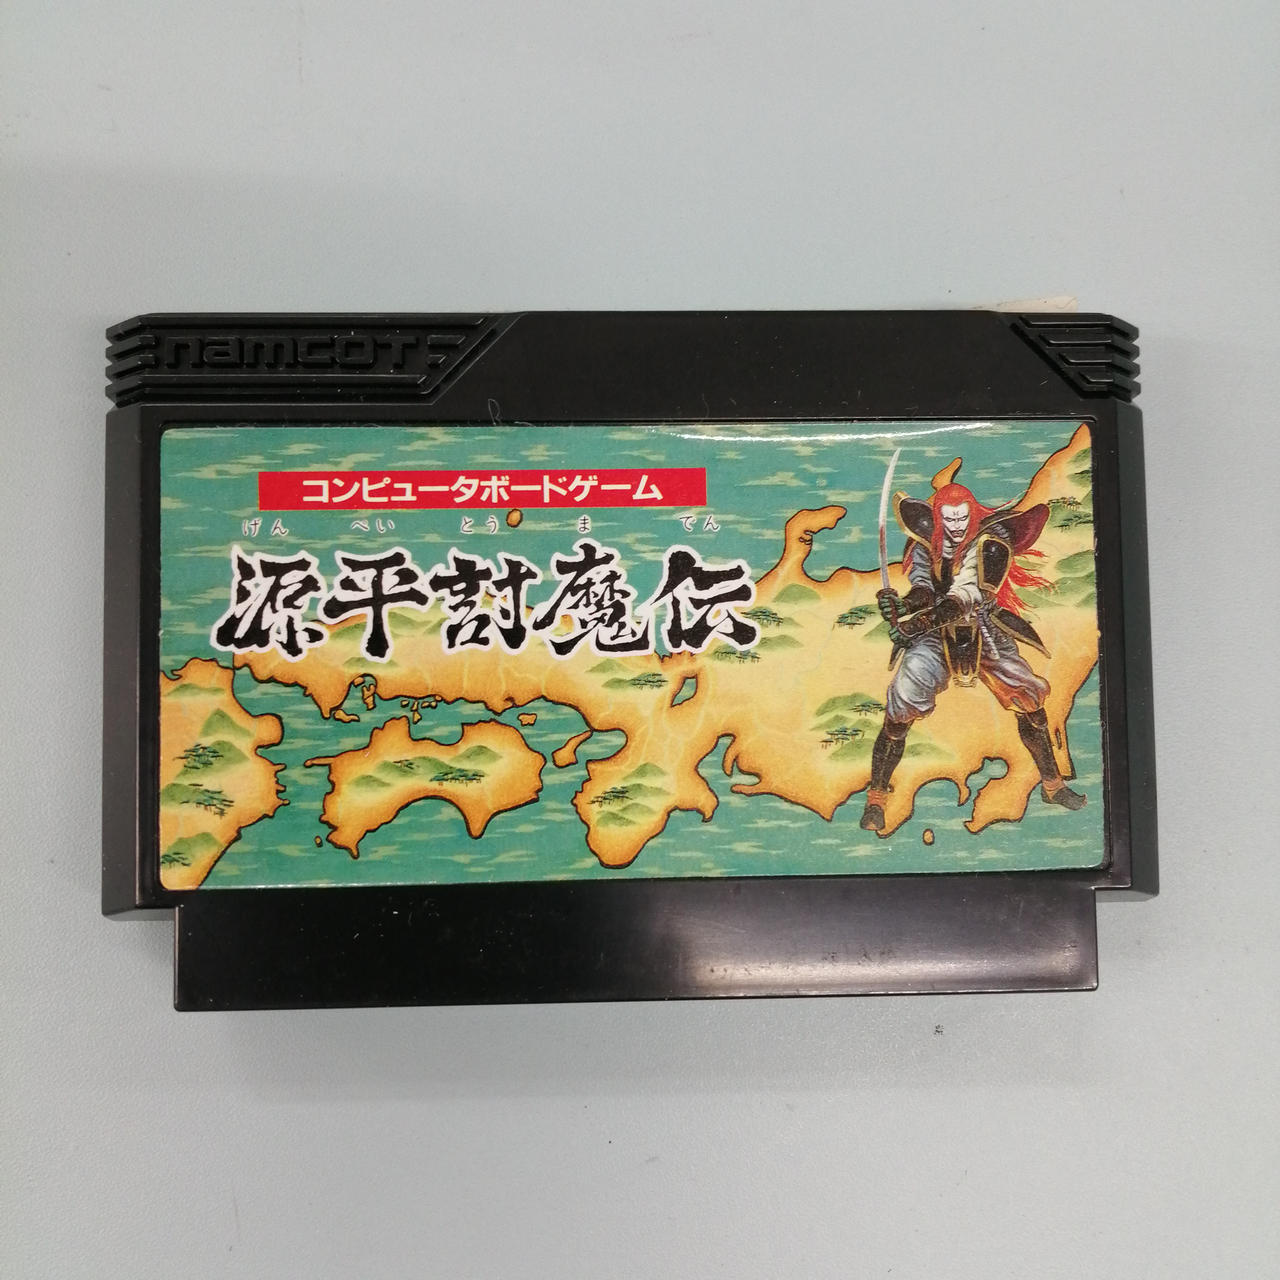 namcot
コンピュータボードゲーム
げん ぺい とう ま でん
源平討魔伝